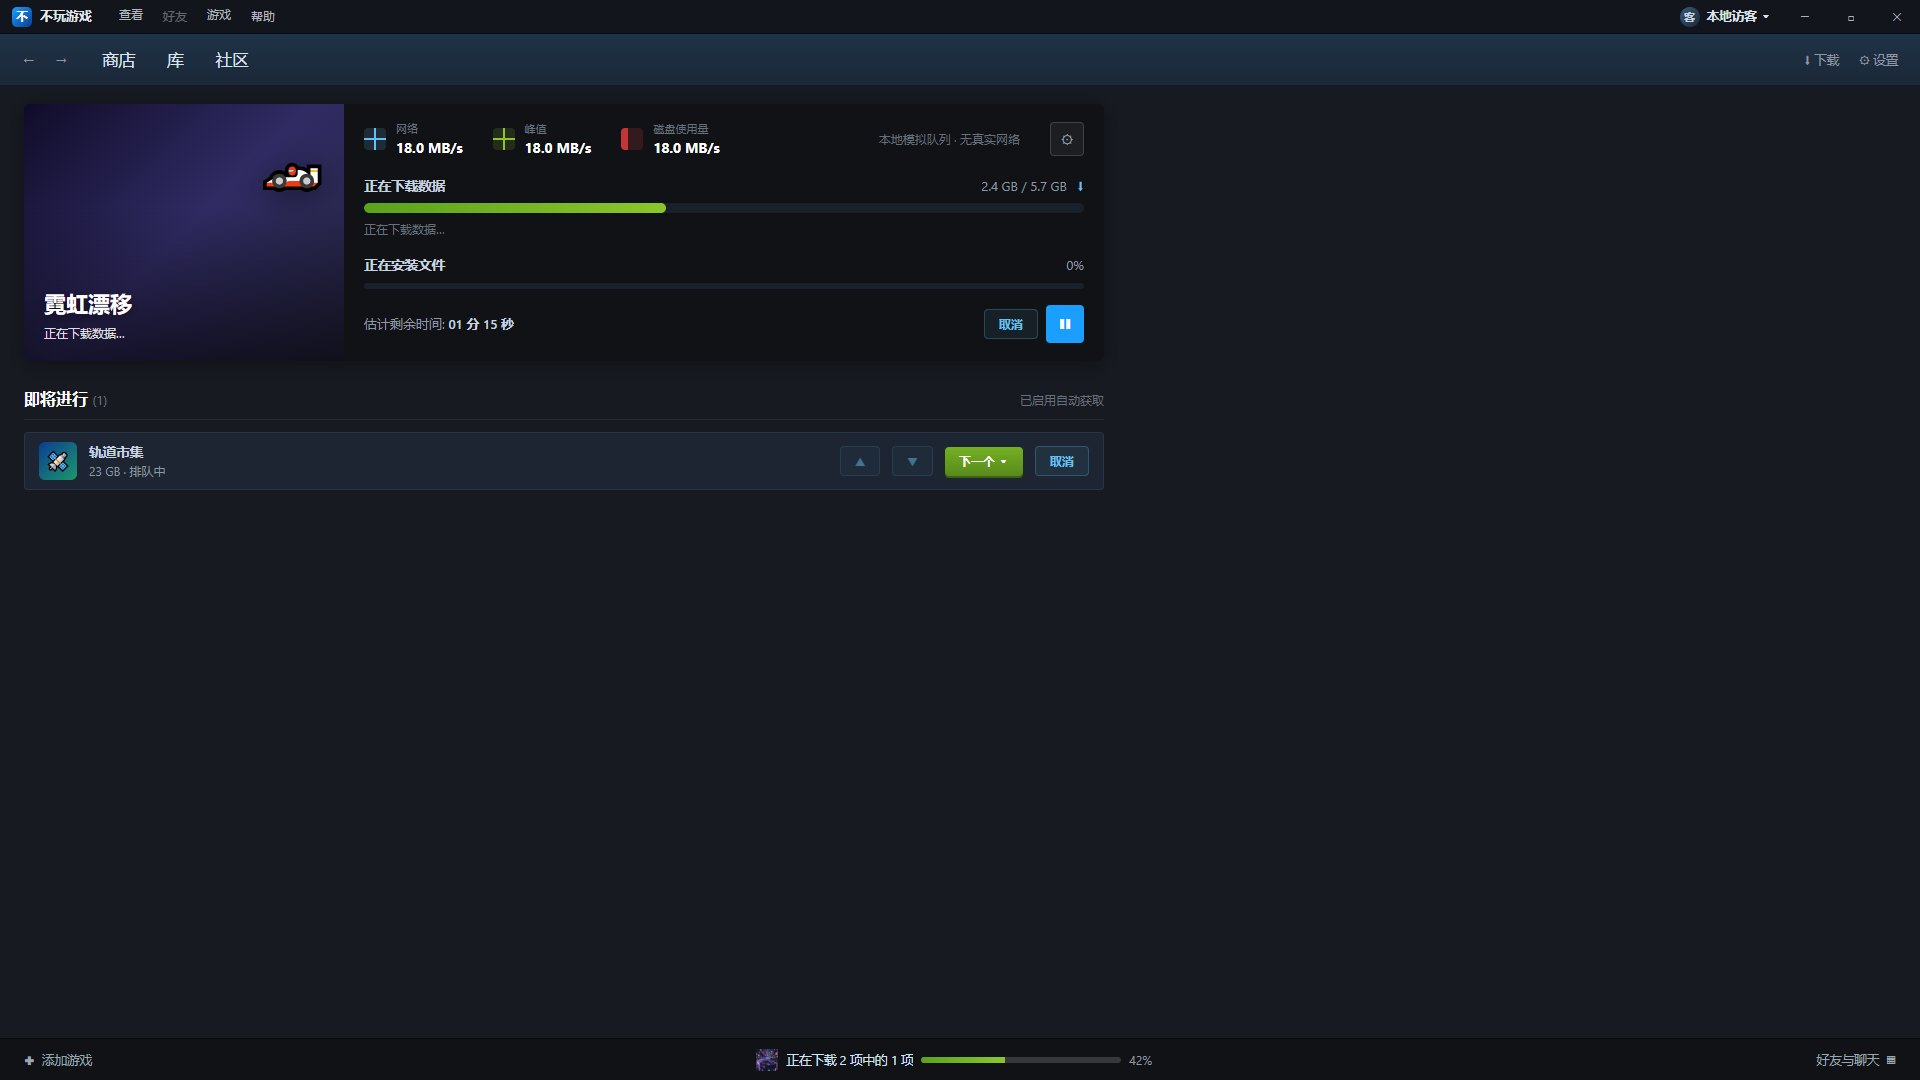 不 不玩游戏 查看 好友 游戏 帮助 客 本地访客
← → 商店 库 社区 下载 设置
网络 峰值 磁盘使用量
18.0 MB/s 18.0 MB/s 18.0 MB/s
本地模拟队列 · 无真实网络
正在下载数据 2.4 GB / 5.7 GB
正在下载数据...
正在安装文件 0%
霓虹漂移
正在下载数据...
估计剩余时间: 01 分 15 秒 取消
即将进行 (1) 已启用自动获取
轨道市集
23 GB · 排队中
▲ ▼ 下一个 取消
添加游戏 正在下载 2 项中的 1 项 42% 好友与聊天